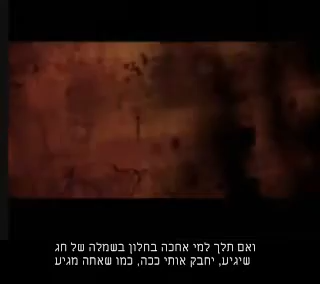 ואם תלך למי אחכה בחלון בשמלה של חג
שיגיע, יחבק אותי ככה, כמו שאתה מגיע